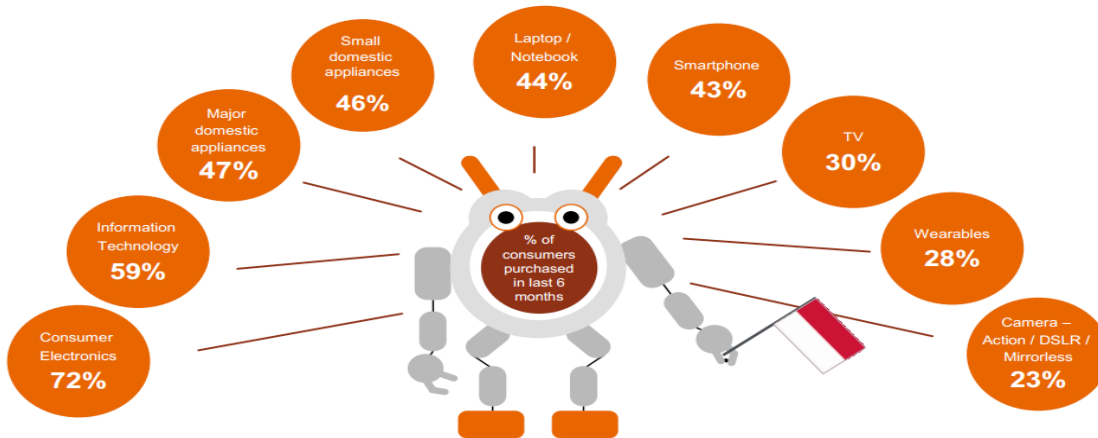 Consumer
Electronics
72%
Information
Technology
59%
Major
domestic
appliances
47%
Small
domestic
appliances
46%
Laptop /
Notebook
44%
Smartphone
43%
TV
30%
Wearables
28%
Camera –
Action / DSLR /
Mirrorless
23%
% of
consumers
purchased
in last 6
months